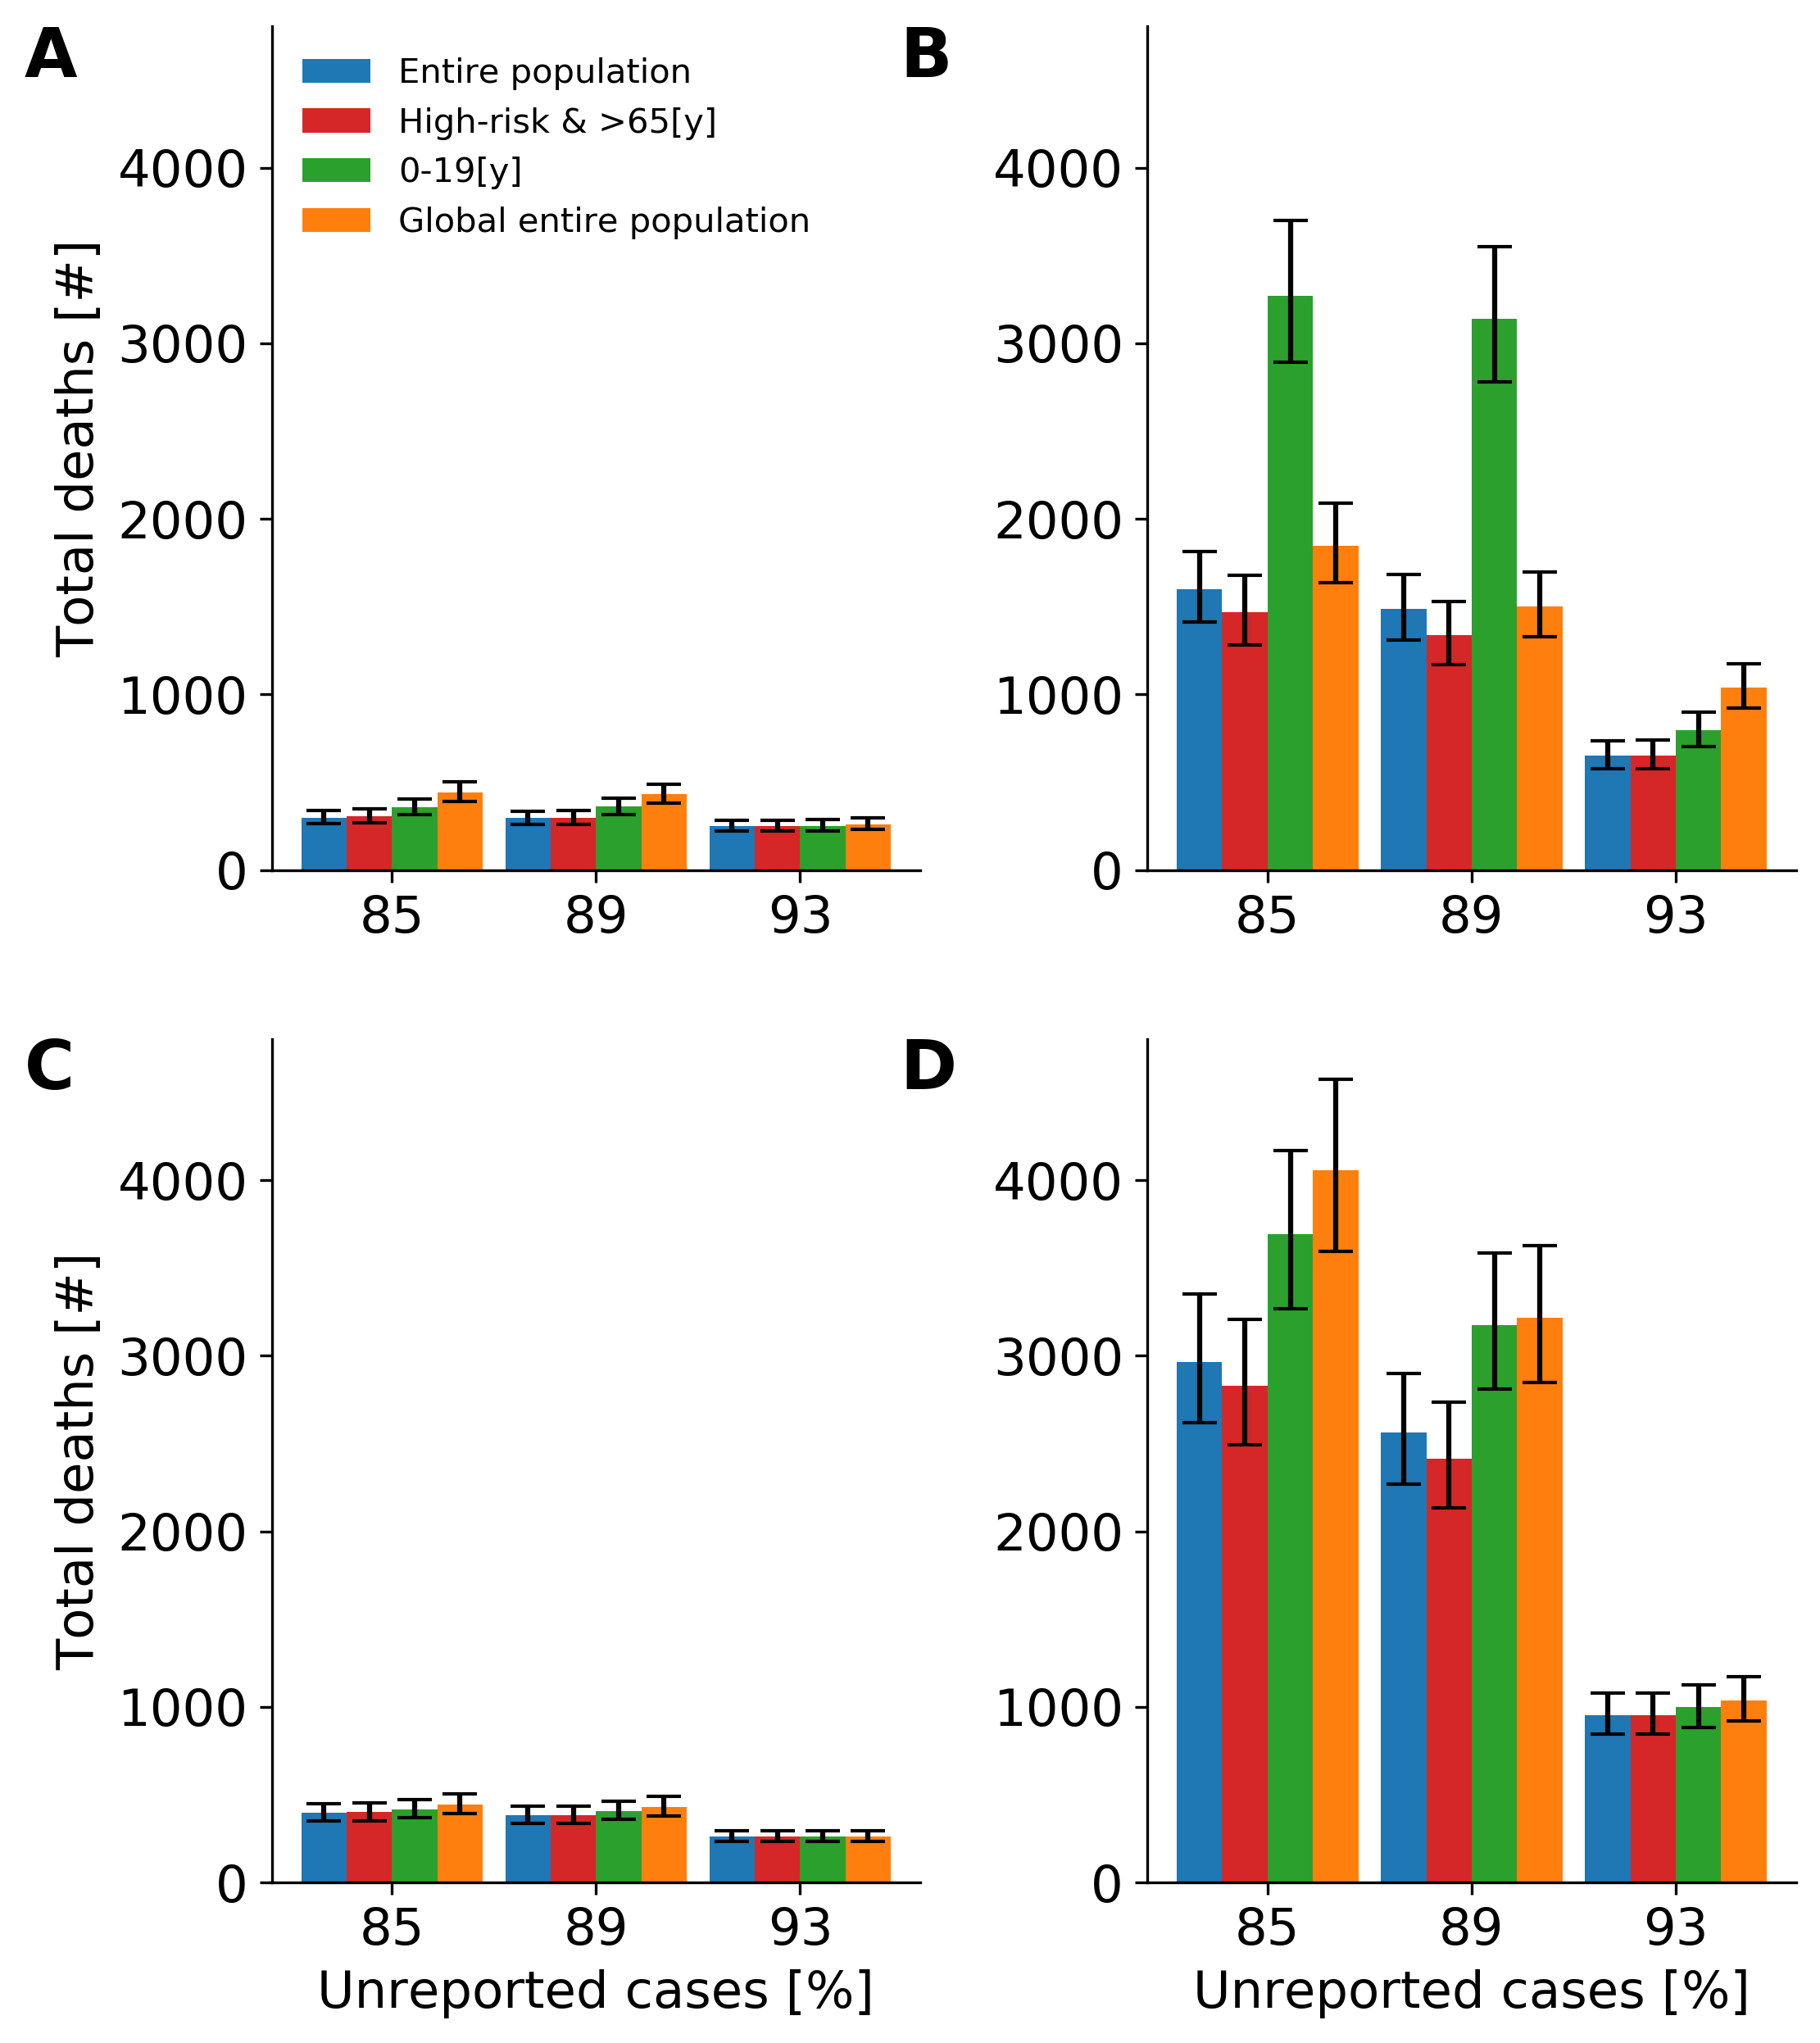 A
Entire population
High-risk & >65[y]
0-19[y]
Global entire population
Total deaths [#]
4000
3000
2000
1000
0
85 89 93
B
4000
3000
2000
1000
0
85 89 93
C
Total deaths [#]
4000
3000
2000
1000
0
85 89 93
Unreported cases [%]
D
4000
3000
2000
1000
0
85 89 93
Unreported cases [%]